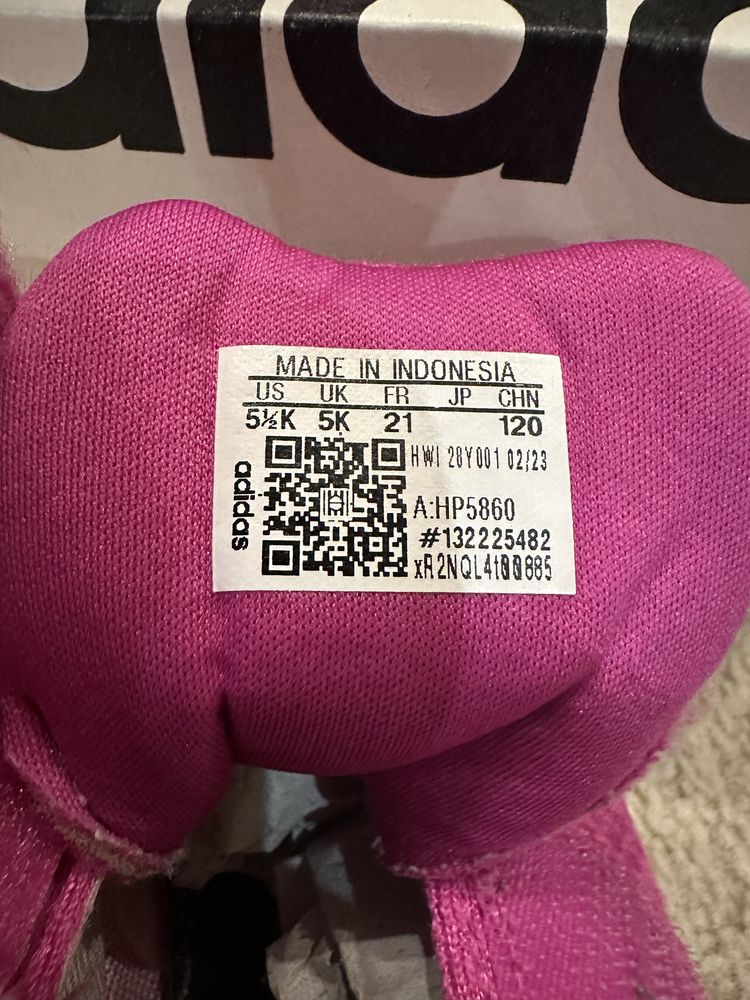 adidas
MADE IN INDONESIA
US UK FR JP CHN
5½K 5K 21 120
HWI 28Y001 02/23
adidas
A:HP5860
#132225482